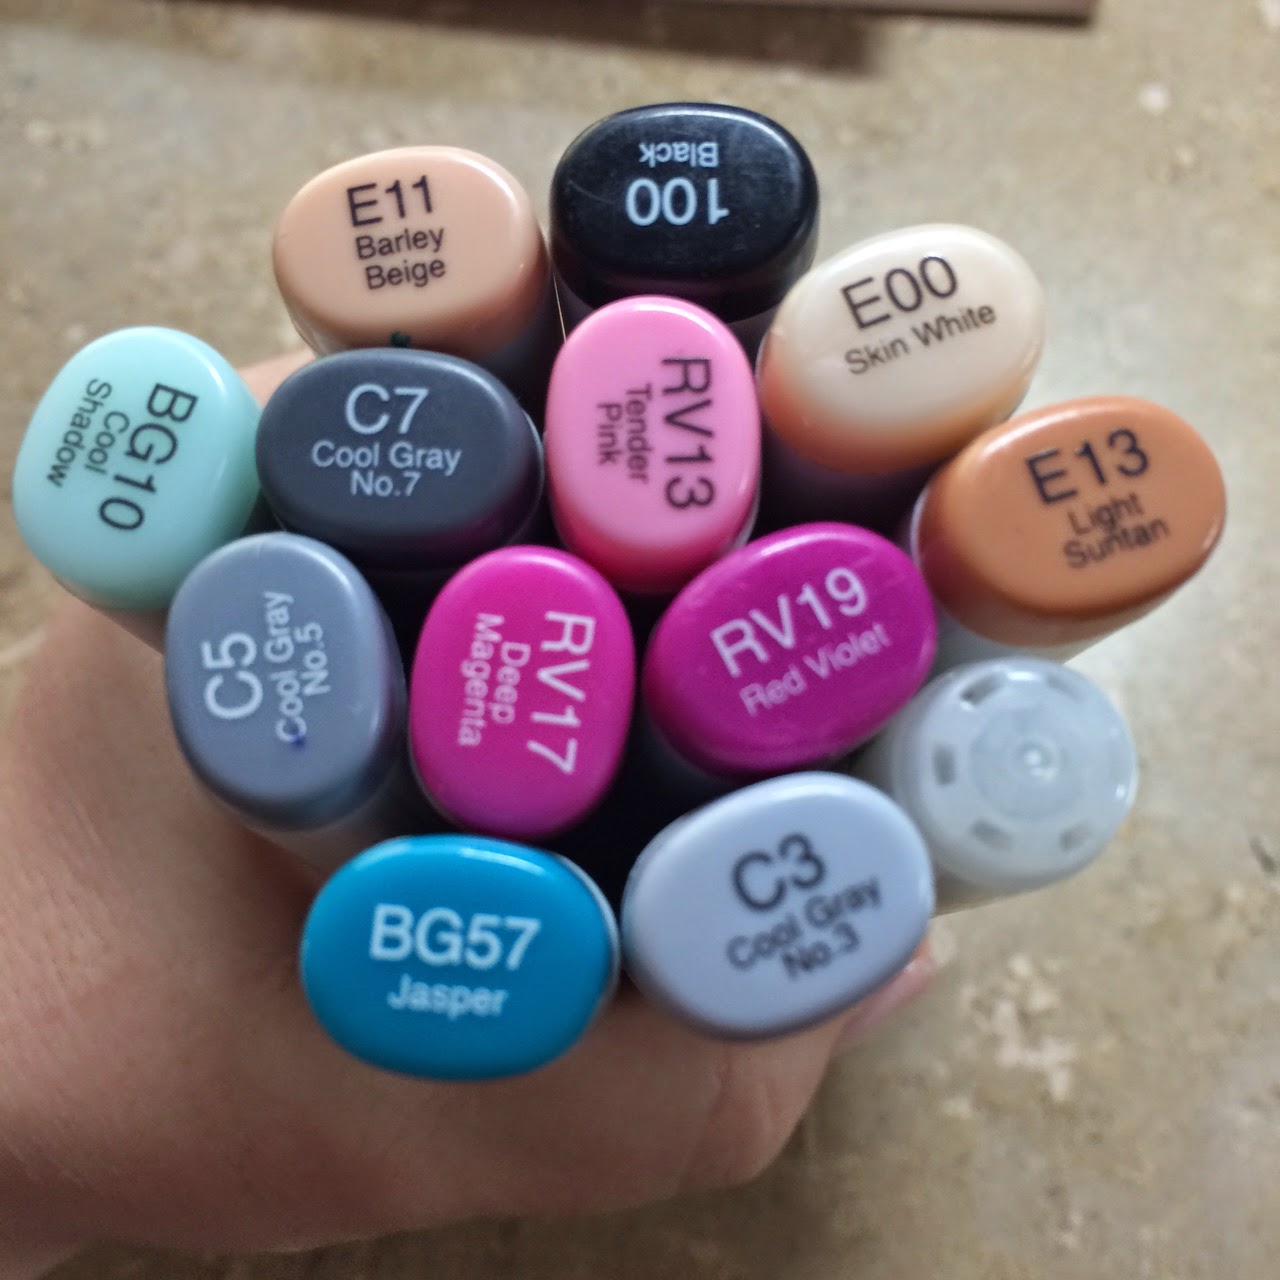 100
Black
E11
Barley
Beige
E00
Skin White
BG10
Cool
Shadow
C7
Cool Gray
No.7
RV13
Tender
Pink
E13
Light
Suntan
C5
Cool Gray
No.5
RV17
Deep
Magenta
RV19
Red Violet
BG57
Jasper
C3
Cool Gray
No.3